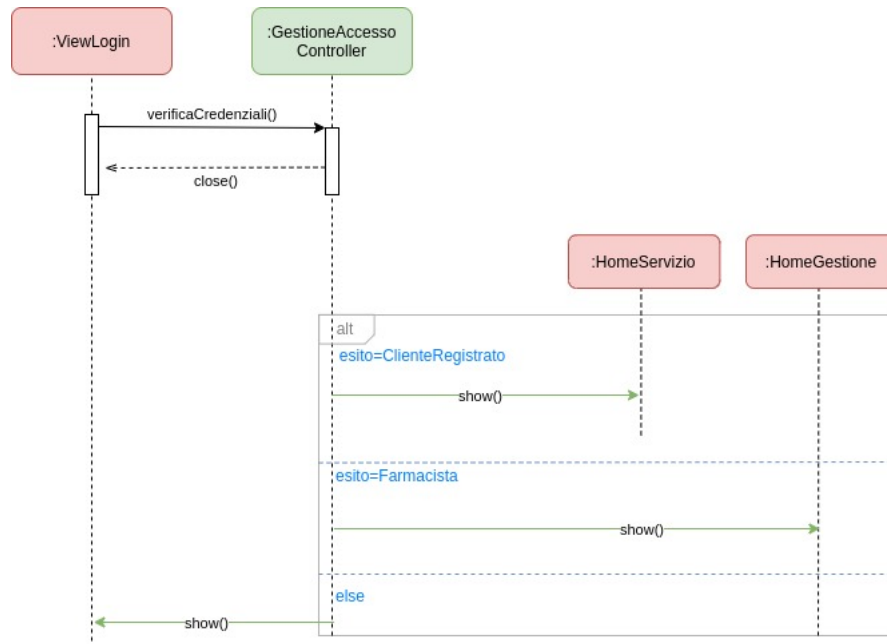 :ViewLogin
:GestioneAccesso
Controller
verificaCredenziali()
close()
:HomeServizio
:HomeGestione
alt
esito=ClienteRegistrato
show()
esito=Farmacista
show()
else
show()